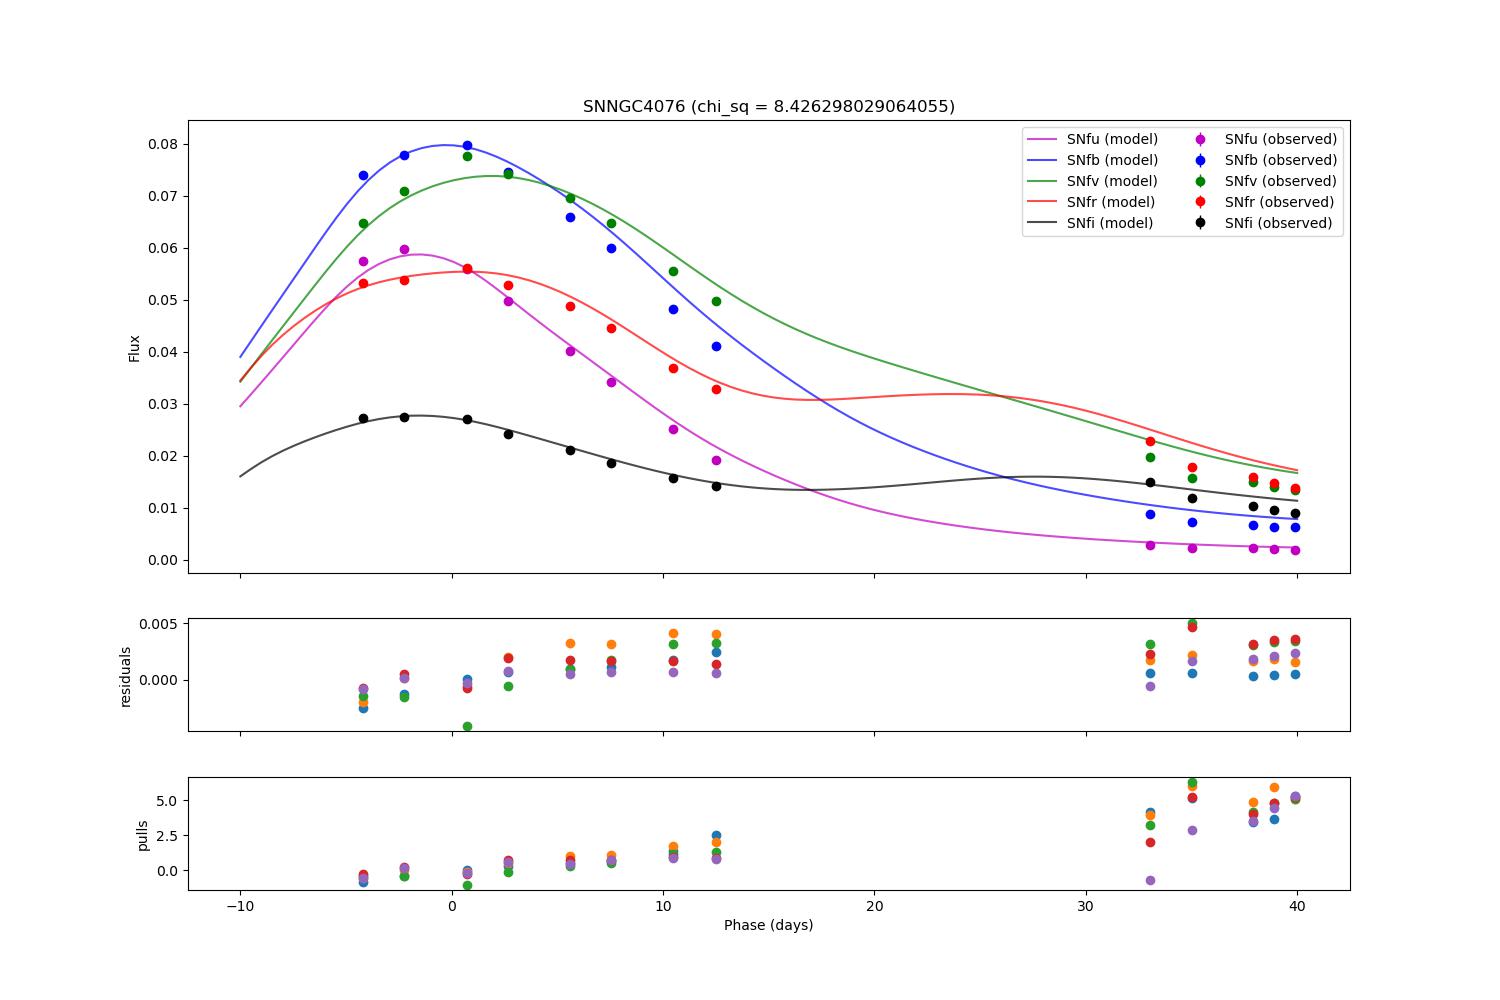 SNNGC4076 (chi_sq = 8.426298029064055)
SNfu (model) SNfu (observed)
SNfb (model) SNfb (observed)
SNfv (model) SNfv (observed)
SNfr (model) SNfr (observed)
SNfi (model) SNfi (observed)
0.08
0.07
0.06
0.05
0.04
0.03
0.02
0.01
0.00
Flux
0.005
0.000
residuals
5.0
2.5
0.0
pulls
−10 0 10 20 30 40
Phase (days)